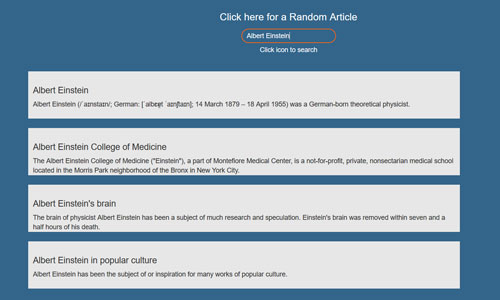 Click here for a Random Article
Albert Einstein
Click icon to search
Albert Einstein
Albert Einstein (/ˈaɪnstaɪn/; German: [ˈalbɛɐ̯t ˈaɪnʃtaɪn]; 14 March 1879 – 18 April 1955) was a German-born theoretical physicist.
Albert Einstein College of Medicine
The Albert Einstein College of Medicine ("Einstein"), a part of Montefiore Medical Center, is a not-for-profit, private, nonsectarian medical school
located in the Morris Park neighborhood of the Bronx in New York City.
Albert Einstein's brain
The brain of physicist Albert Einstein has been a subject of much research and speculation. Einstein's brain was removed within seven and a
half hours of his death.
Albert Einstein in popular culture
Albert Einstein has been the subject of or inspiration for many works of popular culture.